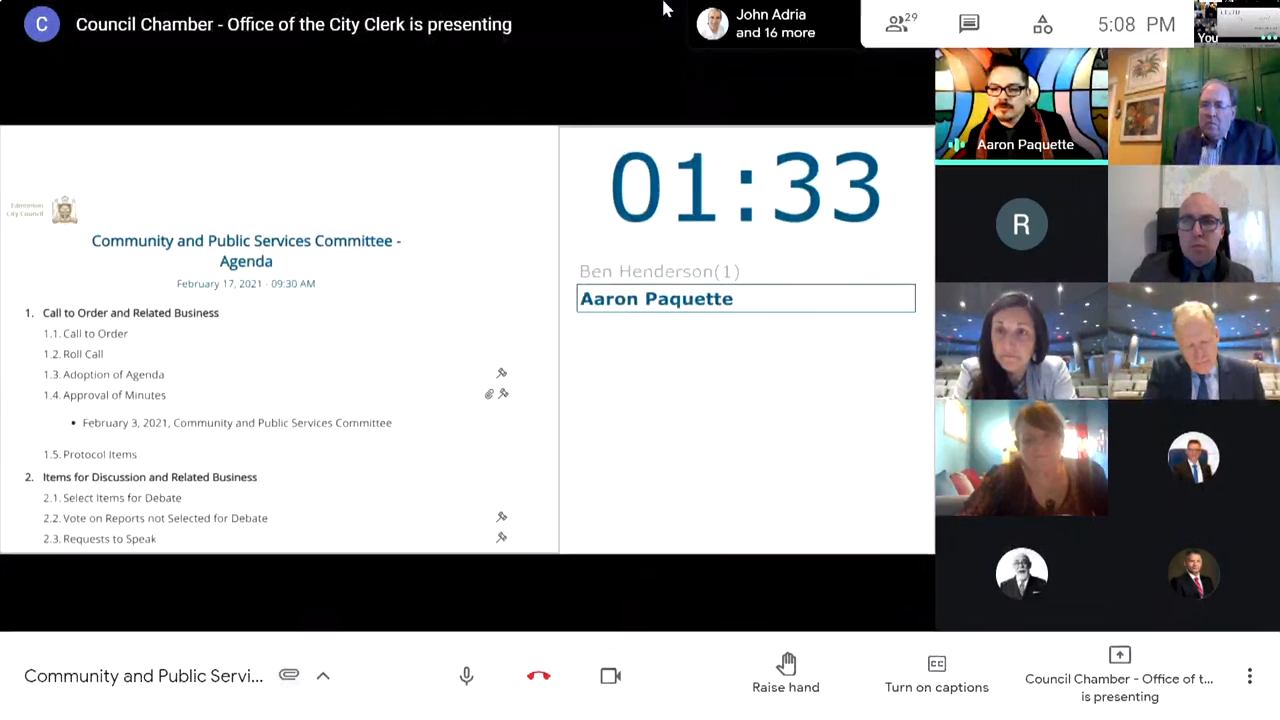 C
Council Chamber - Office of the City Clerk is presenting
John Adria
and 16 more
29
5:08 PM
You
Edmonton
City Council
Community and Public Services Committee -
Agenda
February 17, 2021 - 09:30 AM
1. Call to Order and Related Business
1.1. Call to Order
1.2. Roll Call
1.3. Adoption of Agenda
1.4. Approval of Minutes
• February 3, 2021, Community and Public Services Committee
1.5. Protocol Items
2. Items for Discussion and Related Business
2.1. Select Items for Debate
2.2. Vote on Reports not Selected for Debate
2.3. Requests to Speak
01:33
Ben Henderson(1)
Aaron Paquette
Aaron Paquette
R
Community and Public Servi...
Raise hand
CC
Turn on captions
Council Chamber - Office of t...
is presenting